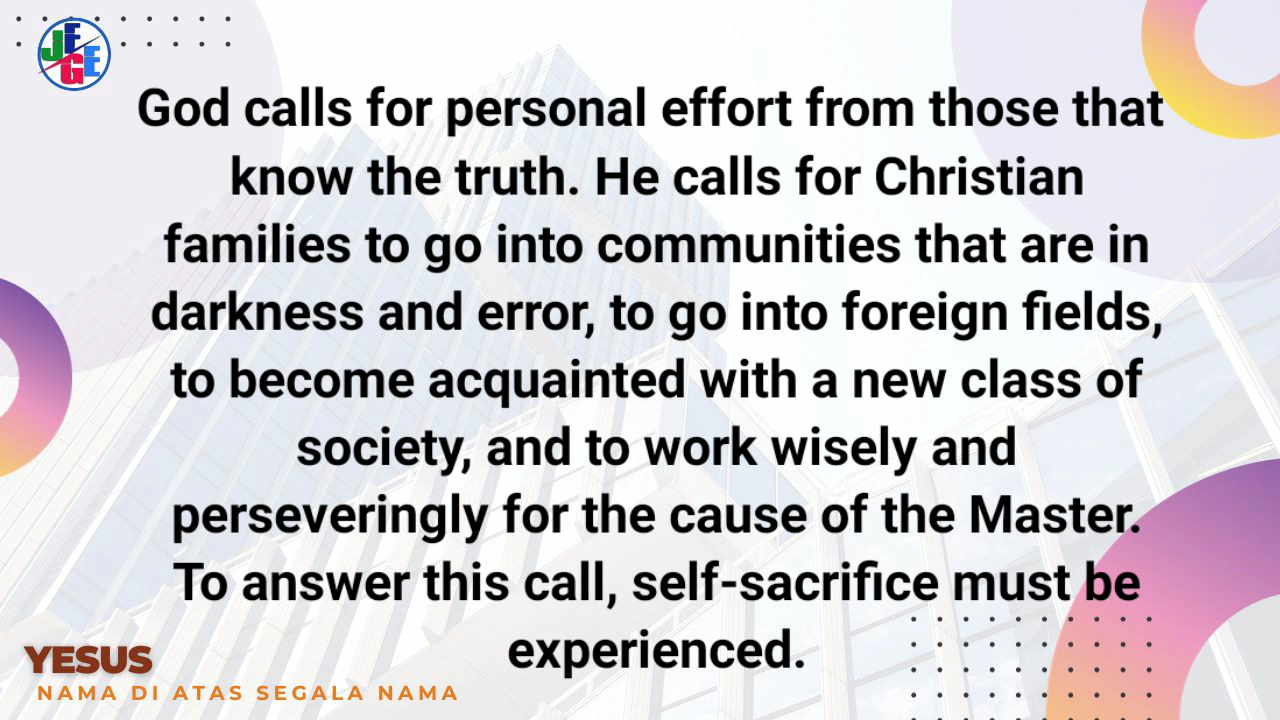 JEGE
God calls for personal effort from those that
know the truth. He calls for Christian
families to go into communities that are in
darkness and error, to go into foreign fields,
to become acquainted with a new class of
society, and to work wisely and
perseveringly for the cause of the Master.
To answer this call, self-sacrifice must be
experienced.
YESUS
NAMA DI ATAS SEGALA NAMA